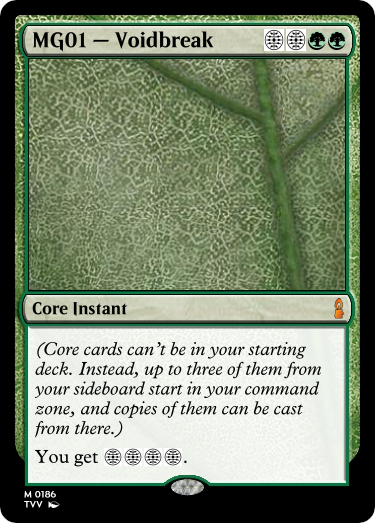 MG01 — Voidbreak
Core Instant
(Core cards can't be in your starting
deck. Instead, up to three of them from
your sideboard start in your command
zone, and copies of them can be cast
from there.)
You get .
M 0186
TVV